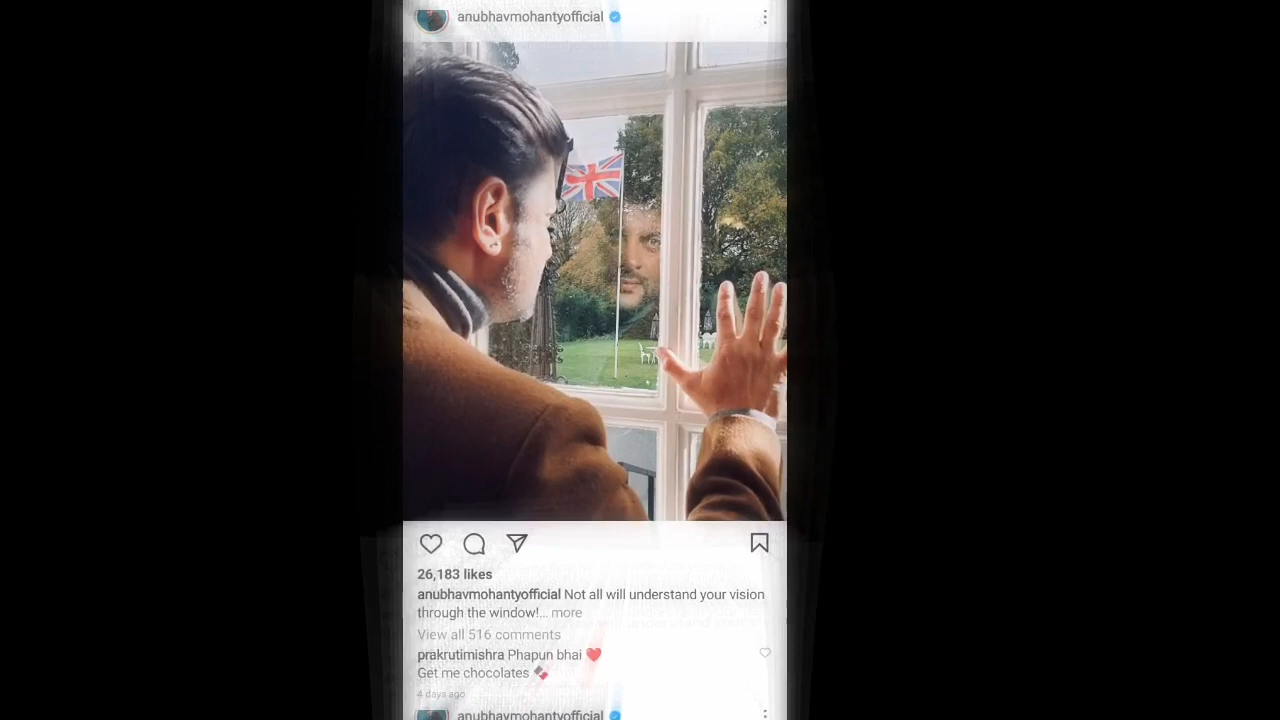 anubhavmohantyofficial
26,183 likes
anubhavmohantyofficial Not all will understand your vision
through the window!... more
View all 516 comments
prakrutimishra Phapun bhai ❤️
Get me chocolates 🍫
4 days ago
anubhavmohantyofficial